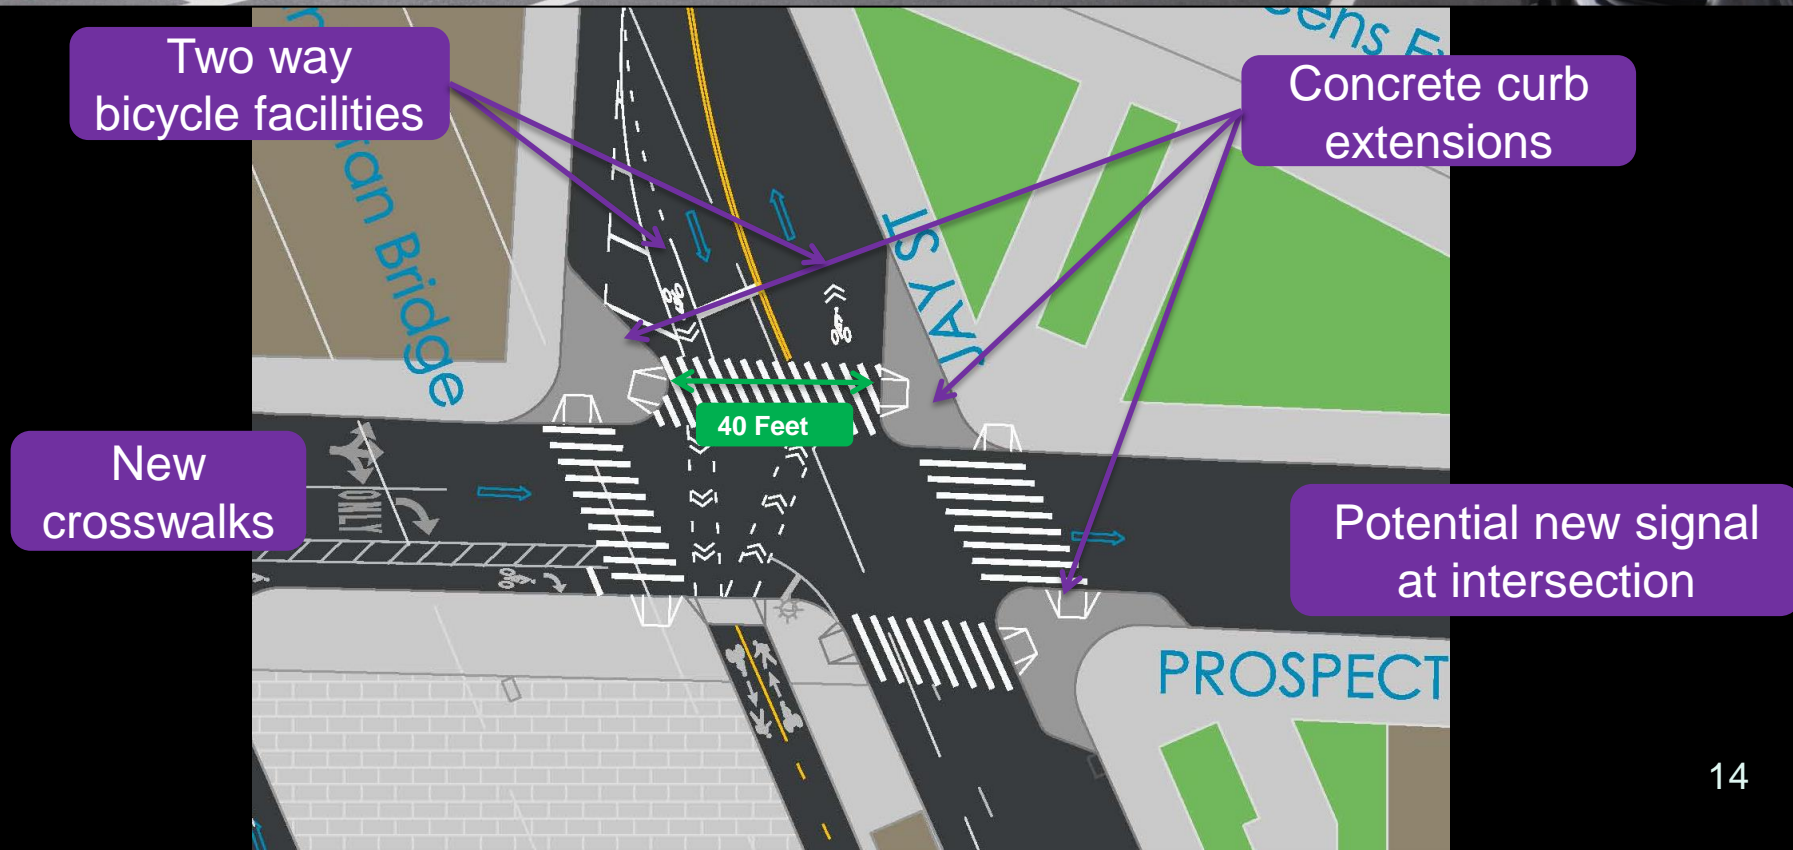 Two way
bicycle facilities
Concrete curb
extensions
Bridge
JAY ST
40 Feet
New
crosswalks
ONLY
Potential new signal
at intersection
PROSPECT
14